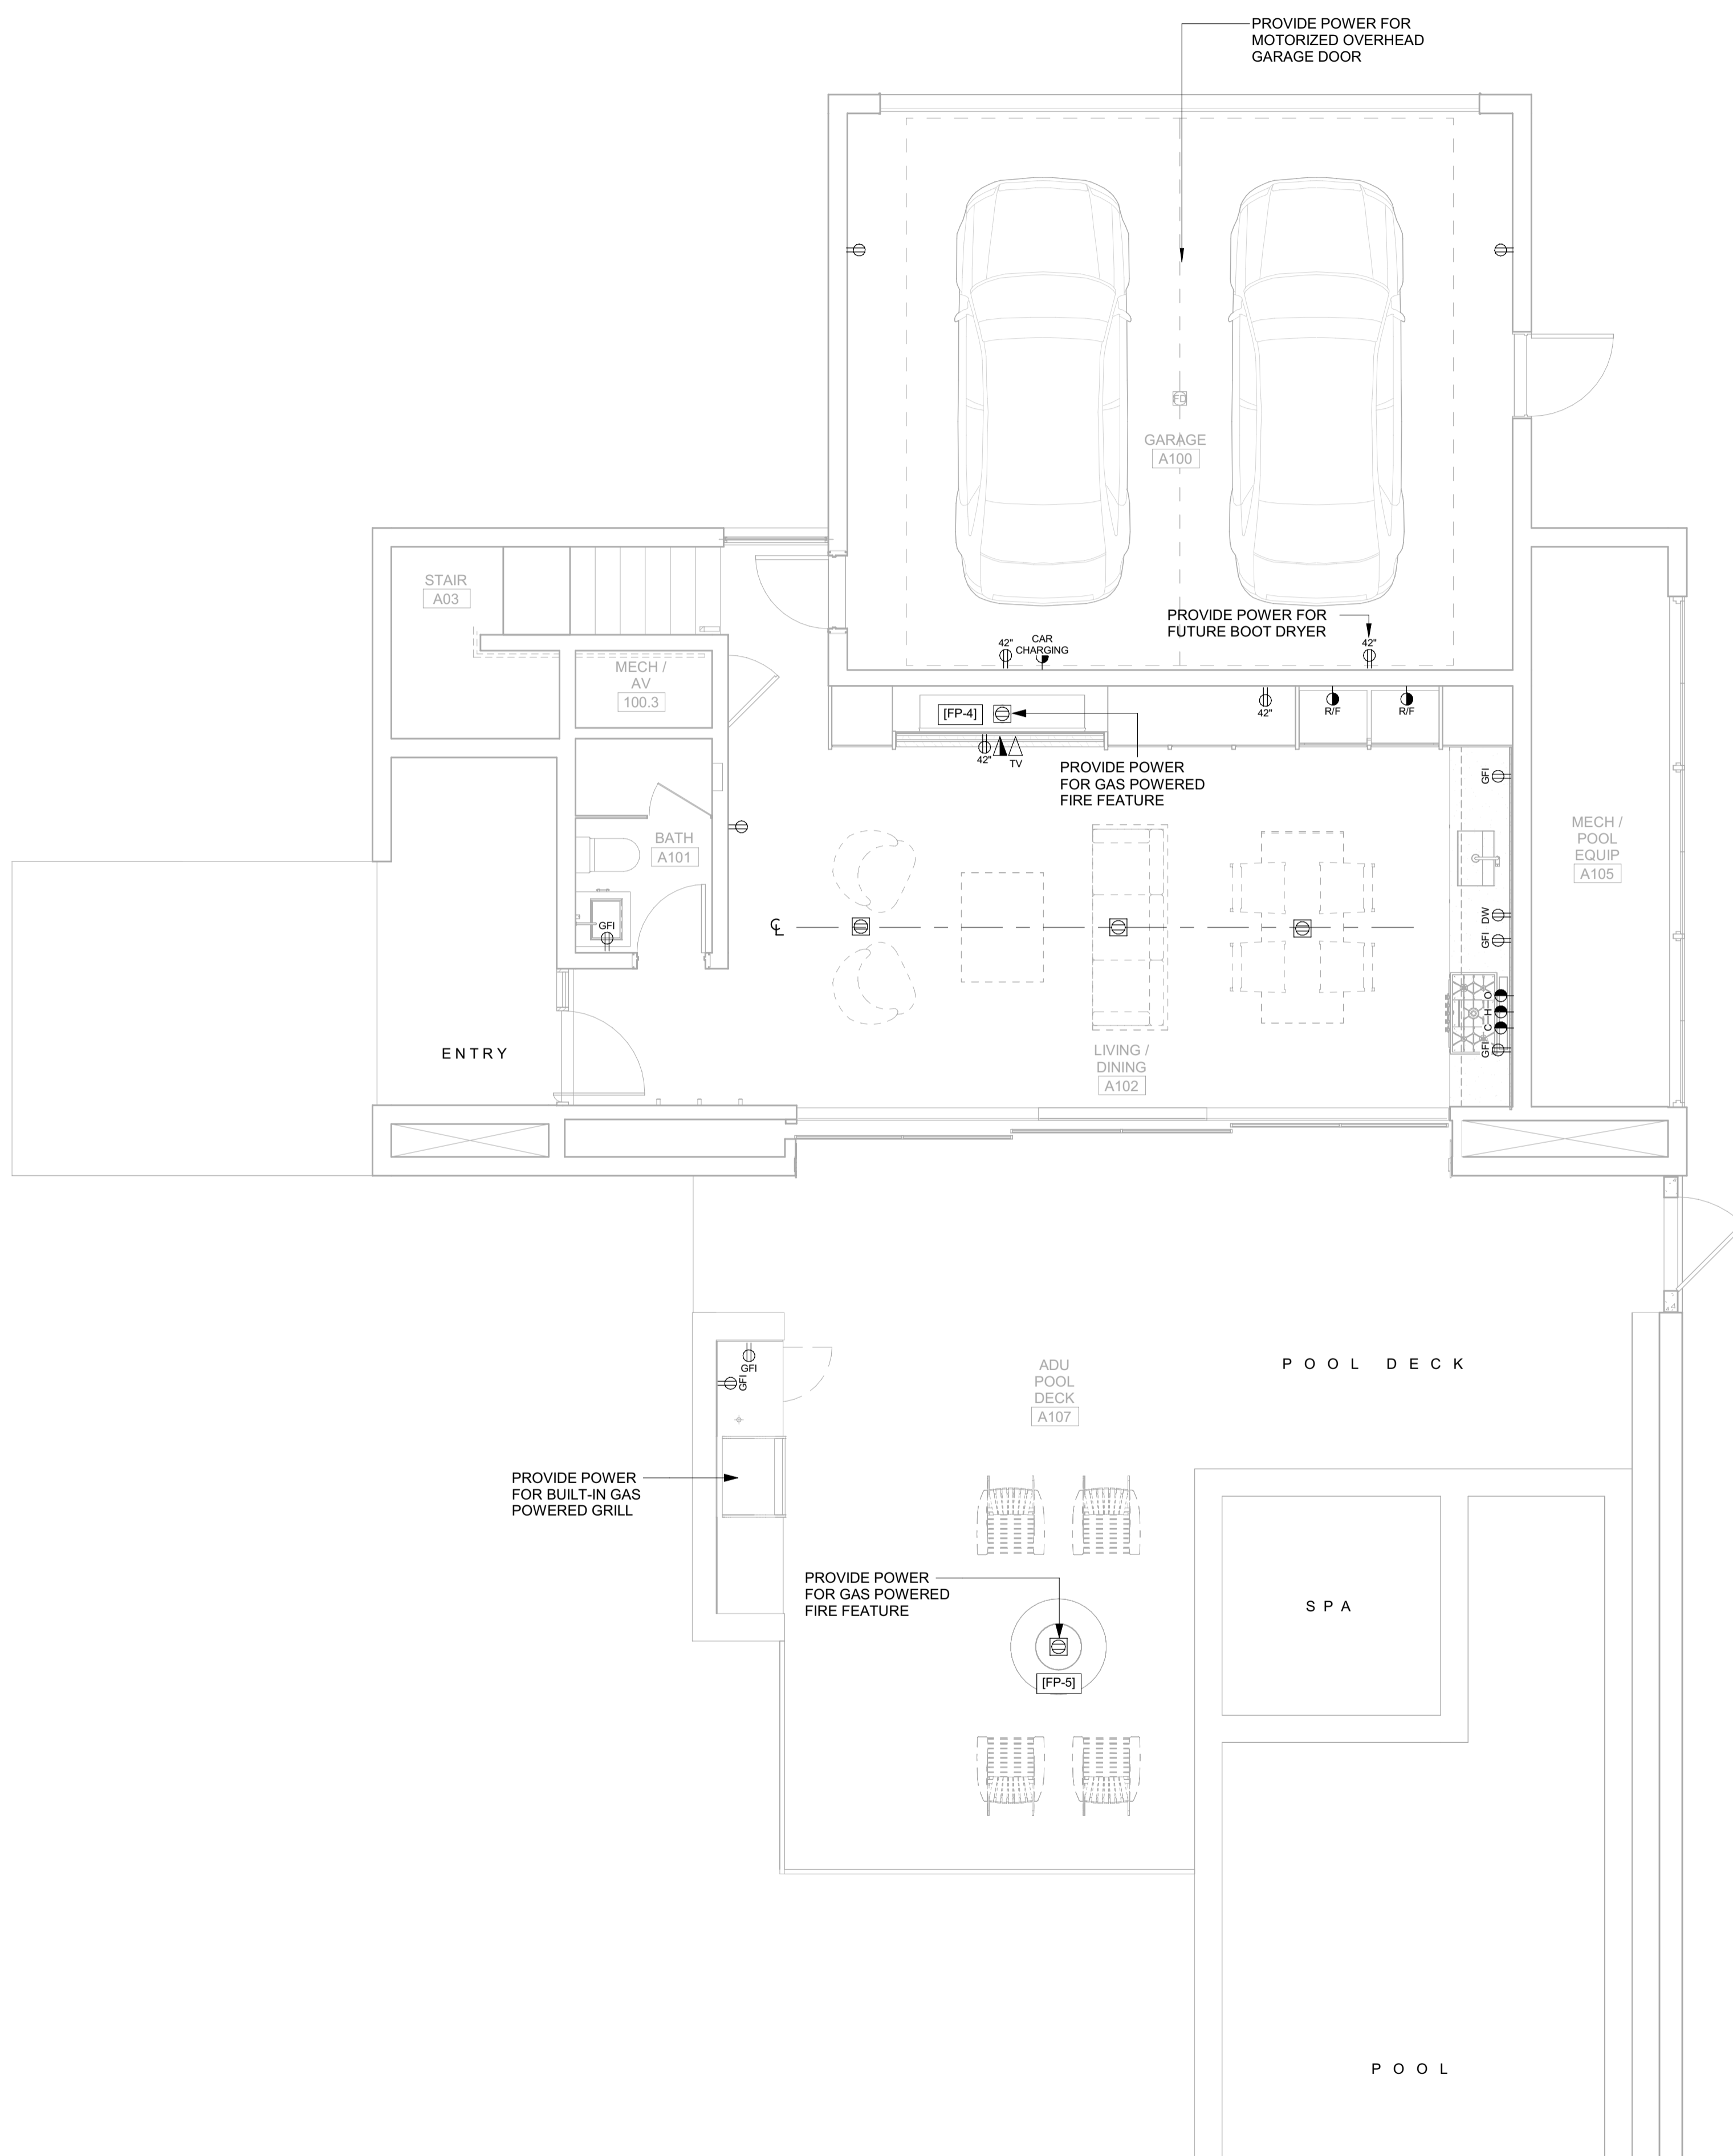 PROVIDE POWER FOR
MOTORIZED OVERHEAD
GARAGE DOOR
FD
GARAGE
A100
STAIR
A03
PROVIDE POWER FOR
FUTURE BOOT DRYER
42"
CAR
CHARGING
42"
MECH /
AV
100.3
[FP-4]
42"
R/F
R/F
42"
TV
PROVIDE POWER
FOR GAS POWERED
FIRE FEATURE
GFI
MECH /
POOL
EQUIP
A105
BATH
A101
GFI
℄
DW
GFI
O
H
C
GFI
ENTRY
LIVING /
DINING
A102
GFI
GFI
ADU
POOL
DECK
A107
POOL DECK
PROVIDE POWER
FOR BUILT-IN GAS
POWERED GRILL
PROVIDE POWER
FOR GAS POWERED
FIRE FEATURE
SPA
[FP-5]
POOL